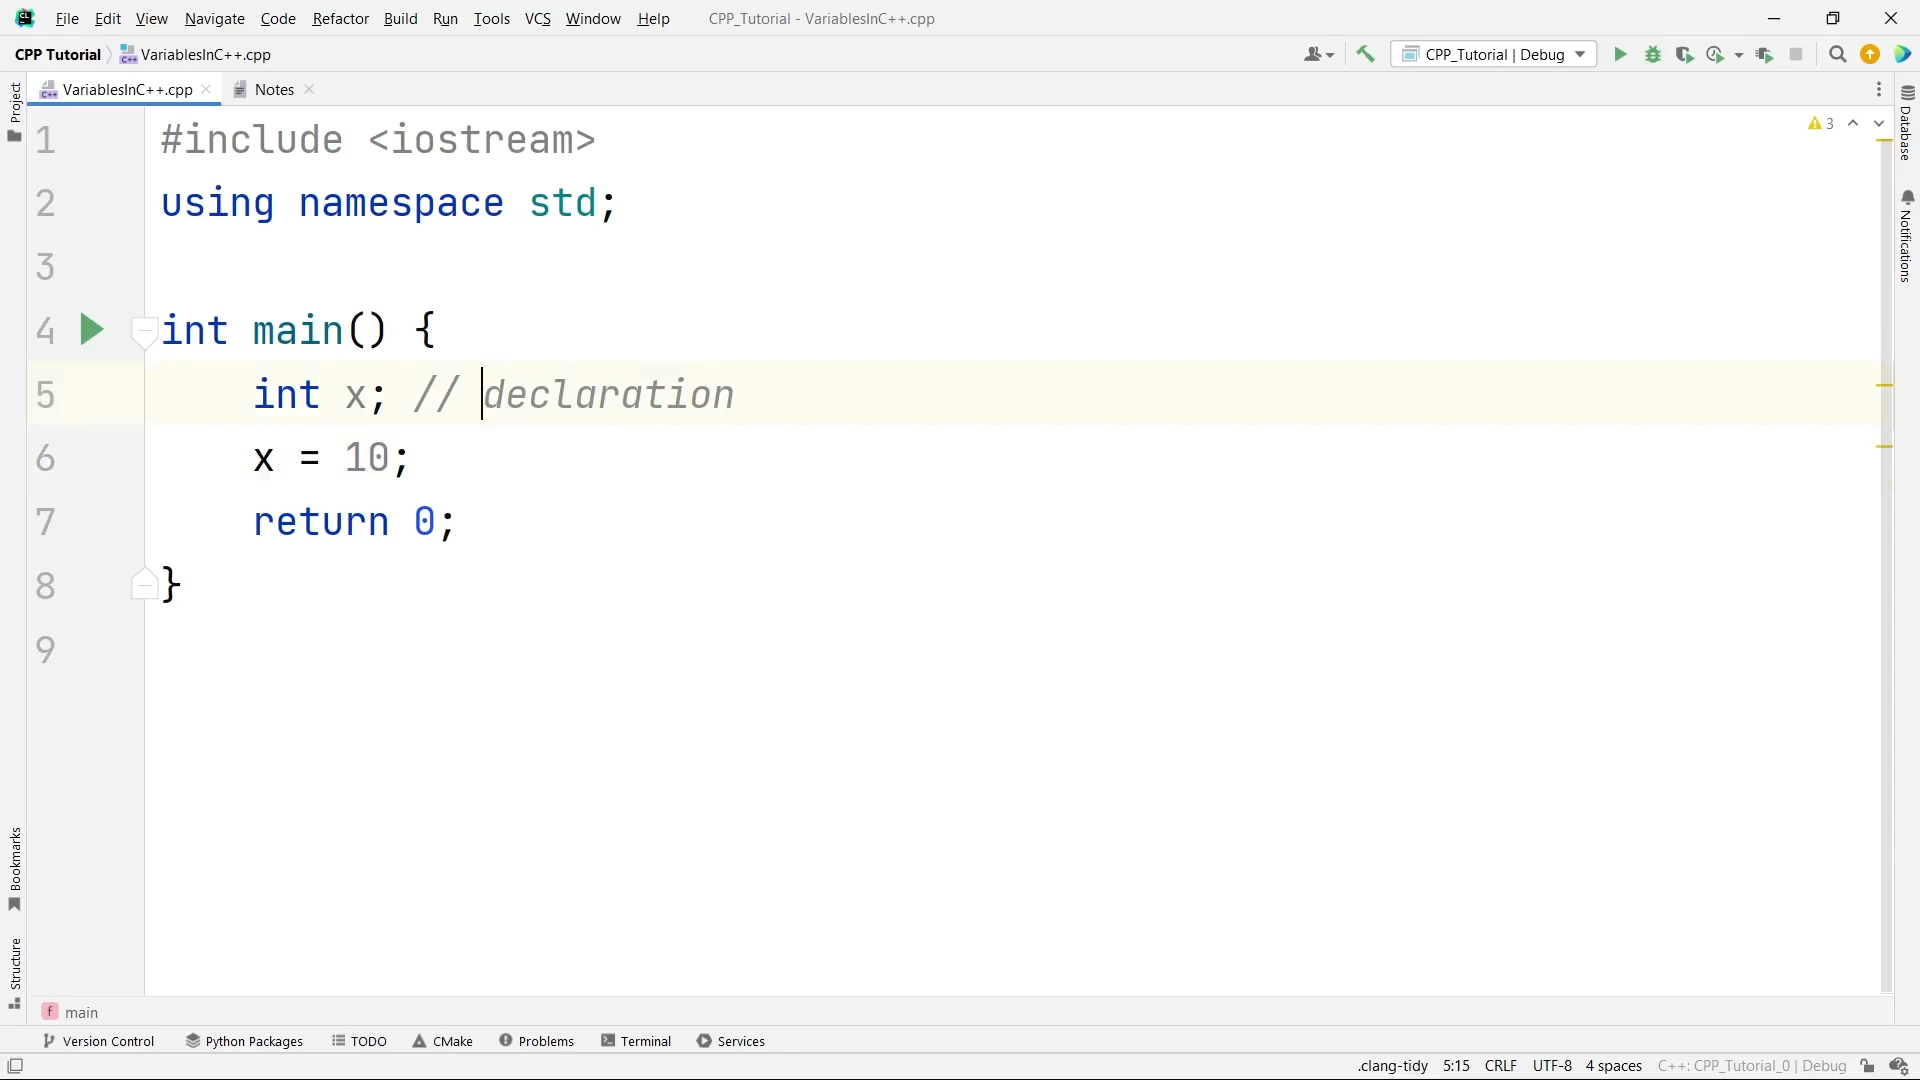 File Edit View Navigate Code Refactor Build Run Tools VCS Window Help CPP_Tutorial - VariablesInC++.cpp
CPP Tutorial VariablesInC++.cpp CPP_Tutorial | Debug
VariablesInC++.cpp Notes
Project
Database
Notifications
3
1 #include <iostream>
2 using namespace std;
3
4 int main() {
5 int x; // declaration
6 x = 10;
7 return 0;
8 }
9
Bookmarks
Structure
f main
Version Control Python Packages TODO CMake Problems Terminal Services
.clang-tidy 5:15 CRLF UTF-8 4 spaces C++: CPP_Tutorial_0 | Debug